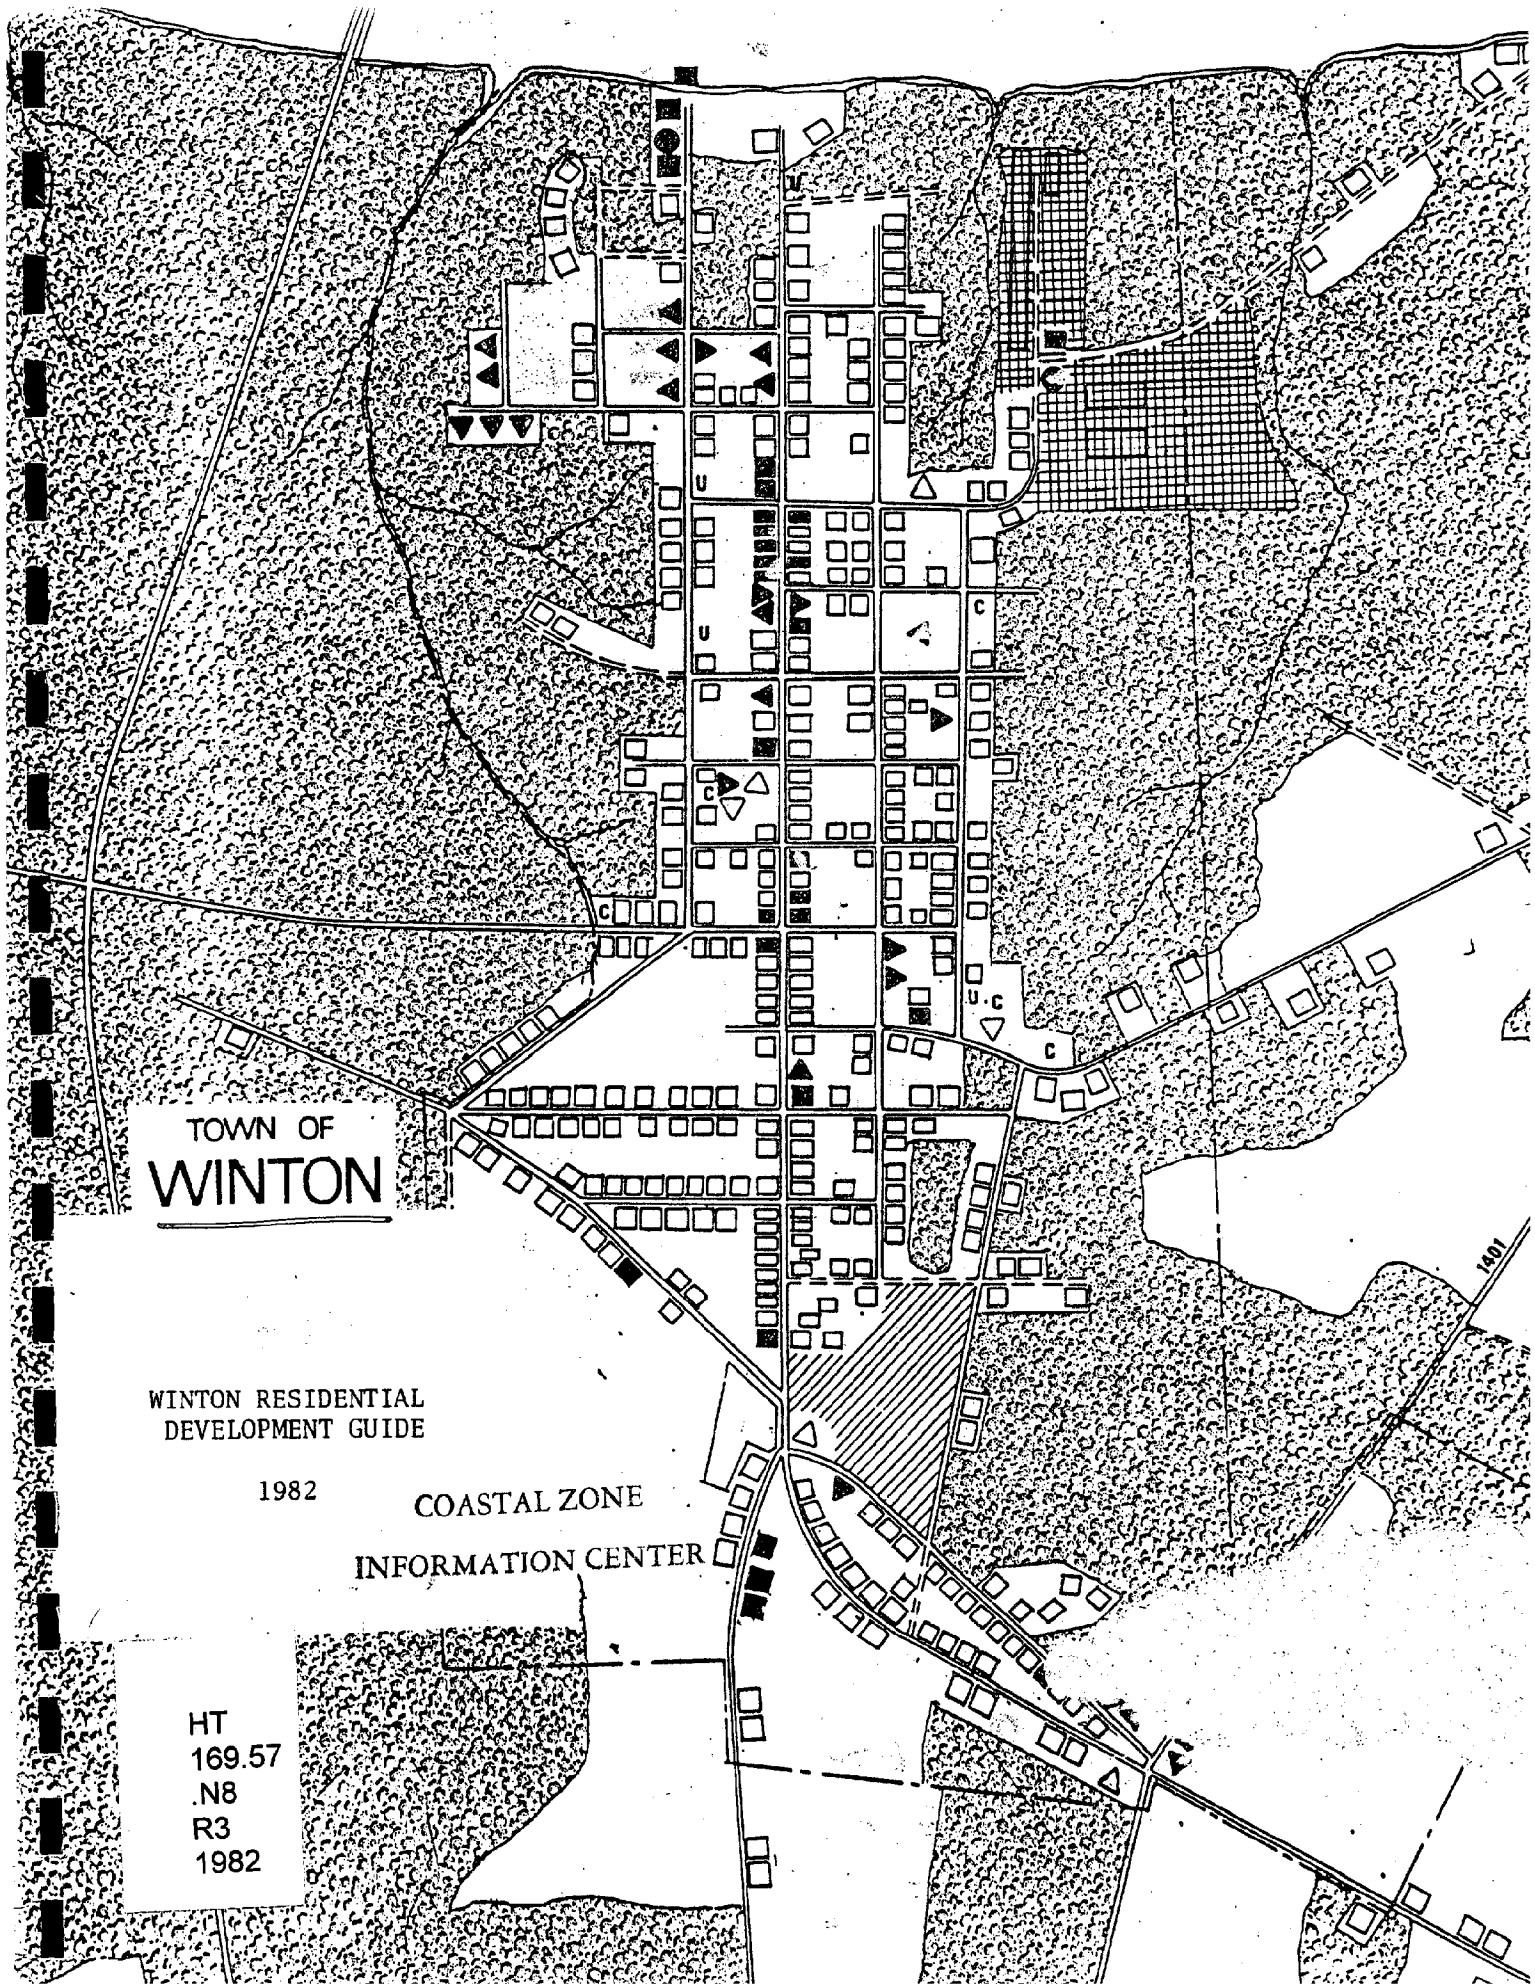 U
C
U
C
U
C
C
C
U.C
C
TOWN OF
WINTON
1401
WINTON RESIDENTIAL
DEVELOPMENT GUIDE
1982
COASTAL ZONE
INFORMATION CENTER
HT
169.57
.N8
R3
1982